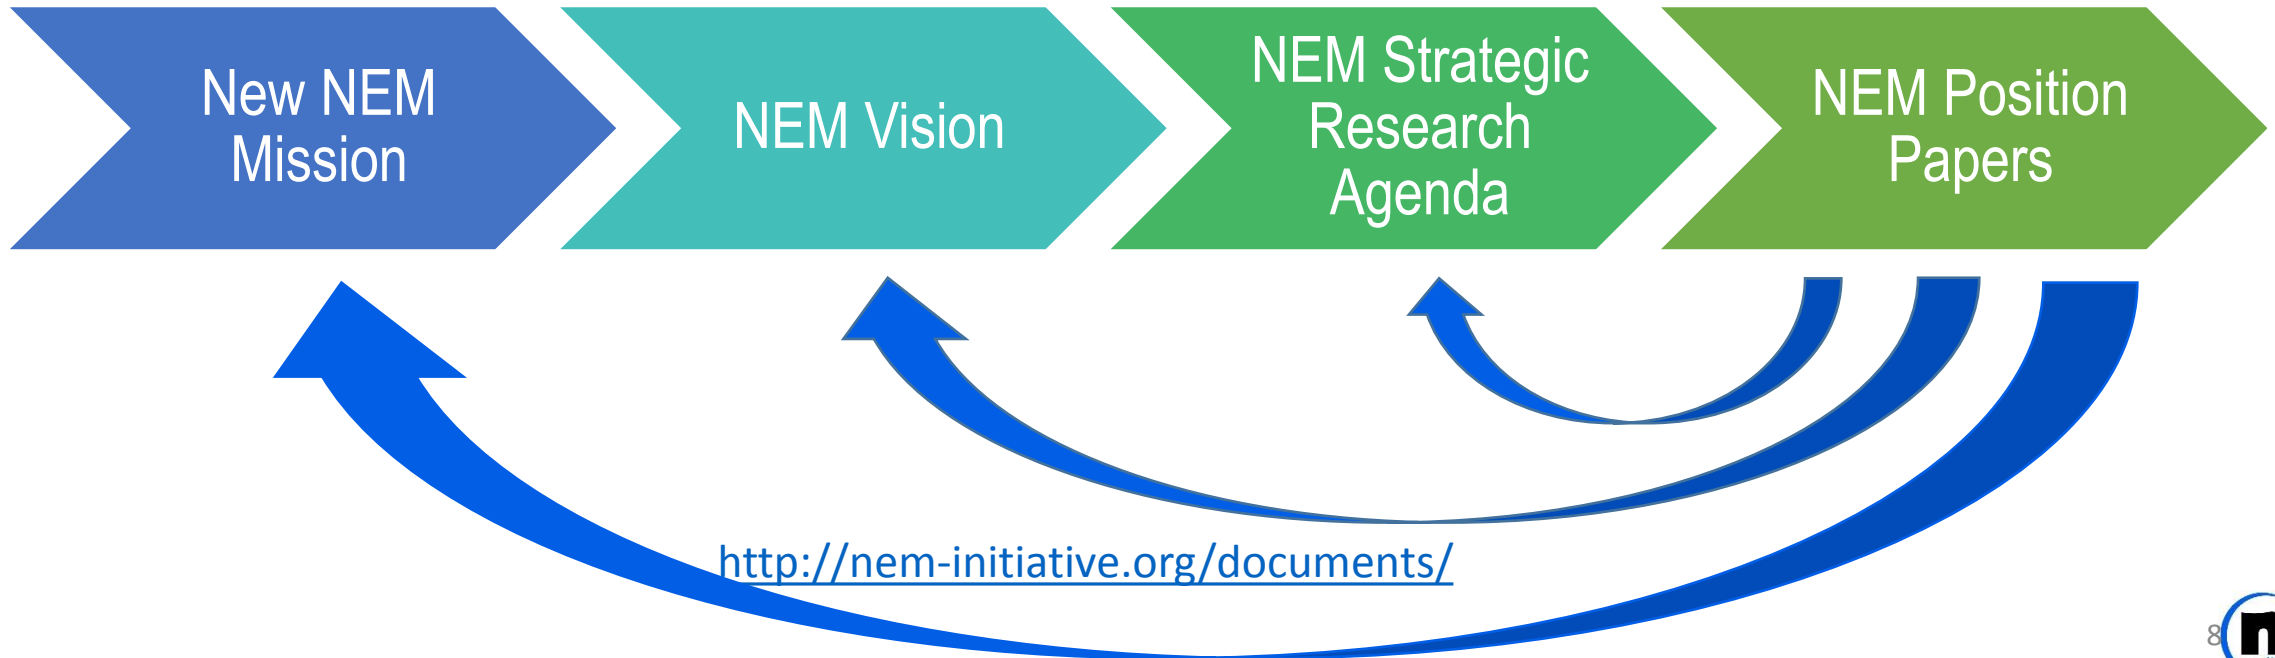 New NEM
Mission
NEM Vision
NEM Strategic
Research
Agenda
NEM Position
Papers
http://nem-initiative.org/documents/
8